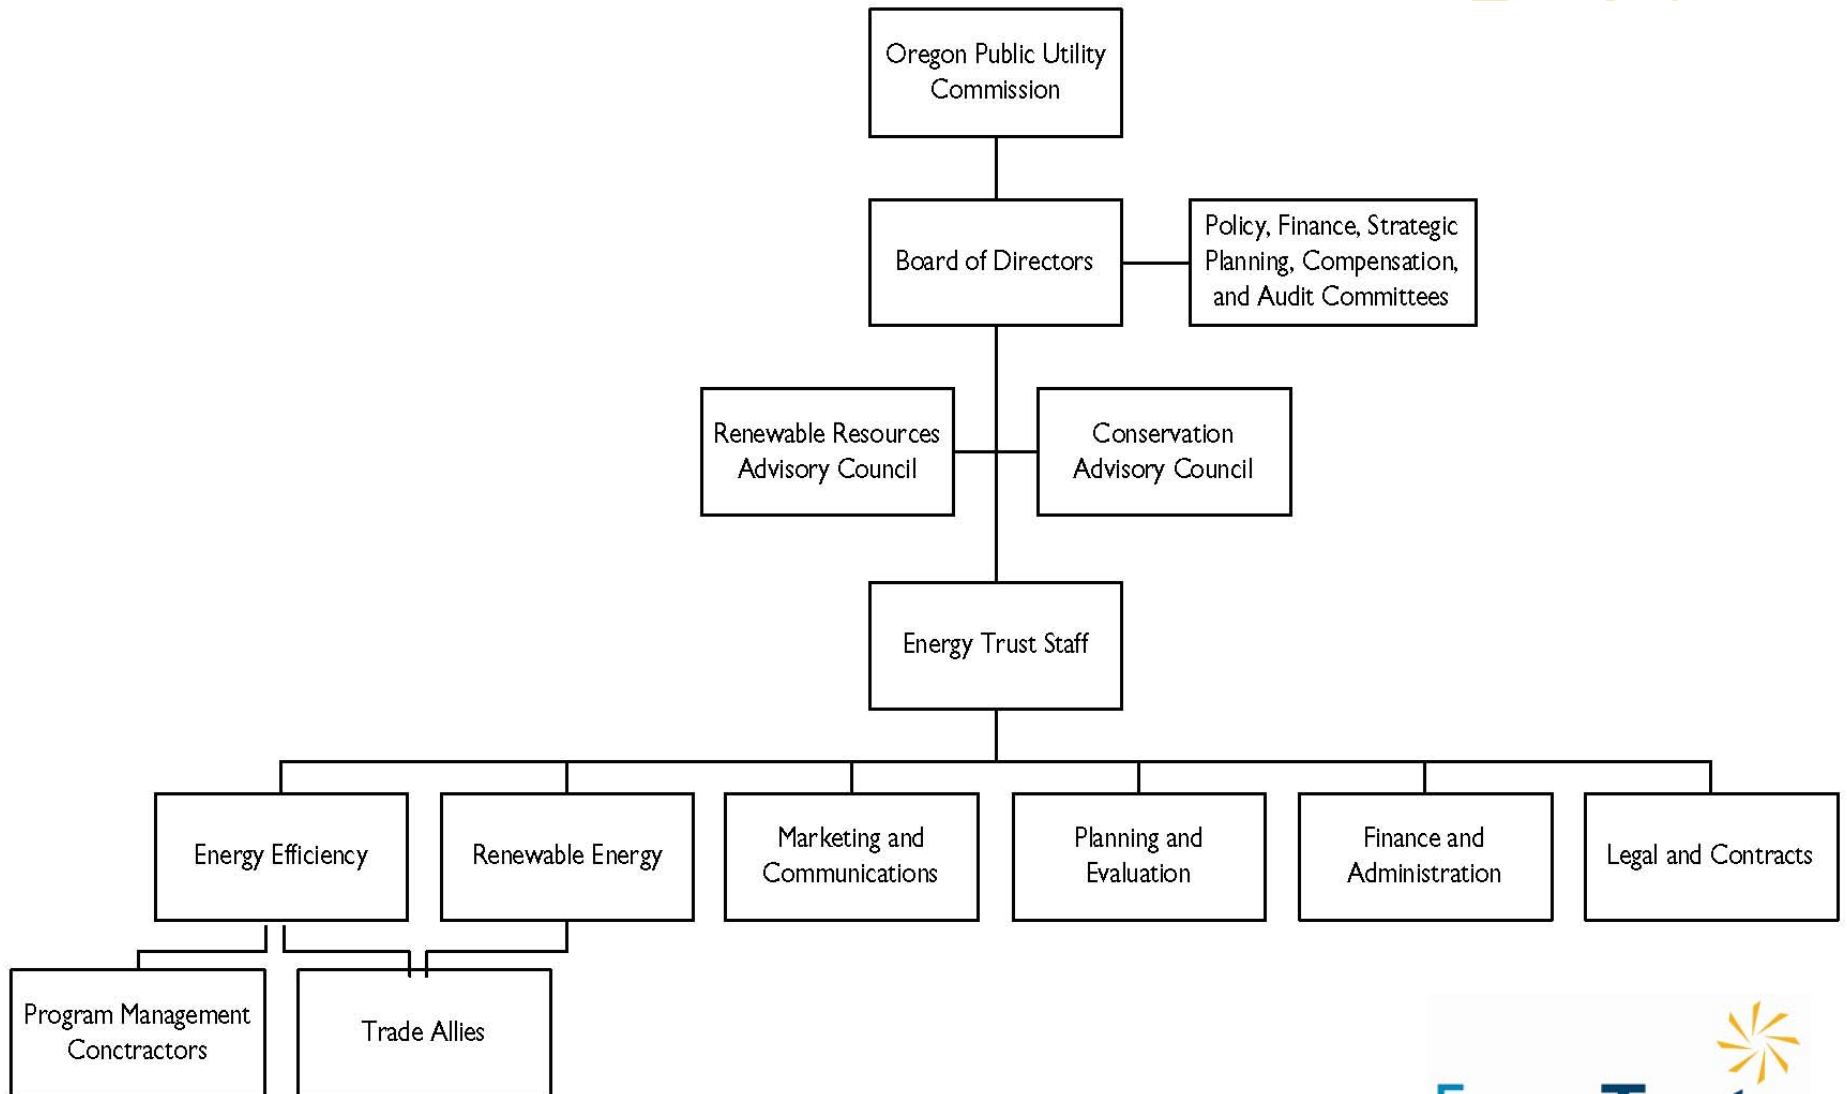 Oregon Public Utility
Commission
Board of Directors
Policy, Finance, Strategic
Planning, Compensation,
and Audit Committees
Renewable Resources
Advisory Council
Conservation
Advisory Council
Energy Trust Staff
Energy Efficiency
Renewable Energy
Marketing and
Communications
Planning and
Evaluation
Finance and
Administration
Legal and Contracts
Program Management
Conctractors
Trade Allies